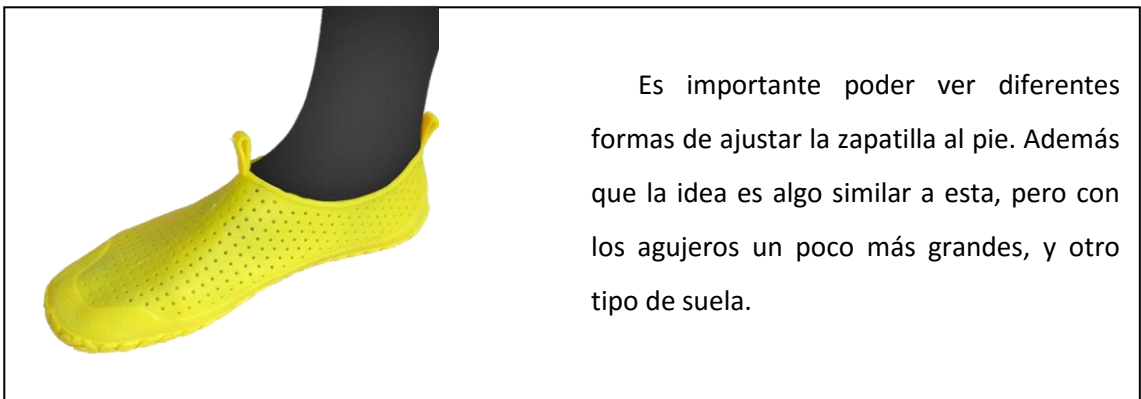 Es importante poder ver diferentes
formas de ajustar la zapatilla al pie. Además
que la idea es algo similar a esta, pero con
los agujeros un poco más grandes, y otro
tipo de suela.